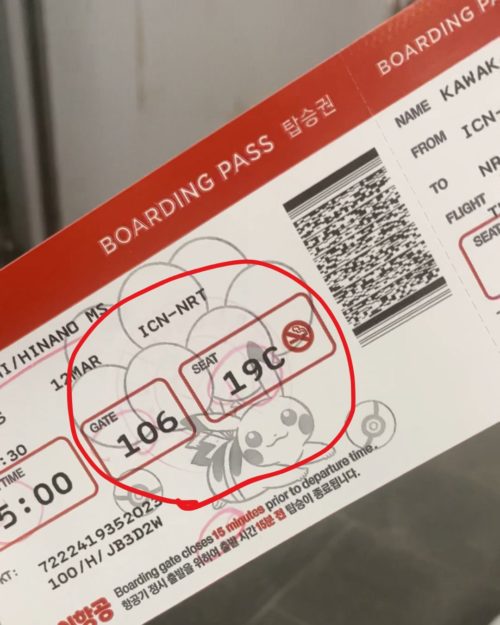 BOARDING PASS 탑승권
I/HINANO MS
12MAR ICN-NRT
:30
TIME
5:00
GATE
106
SEAT
19C
KT: 7222419352023
100/H/JB3D2W
Boarding gate closes 15 minutes prior to departure time.
항공기 정시 출발을 위하여 출발 시간 15분 전 탑승이 종료됩니다.
항공
BOARDING P
NAME KAWAK
FROM ICN-
TO NR
FLIGHT
SEAT